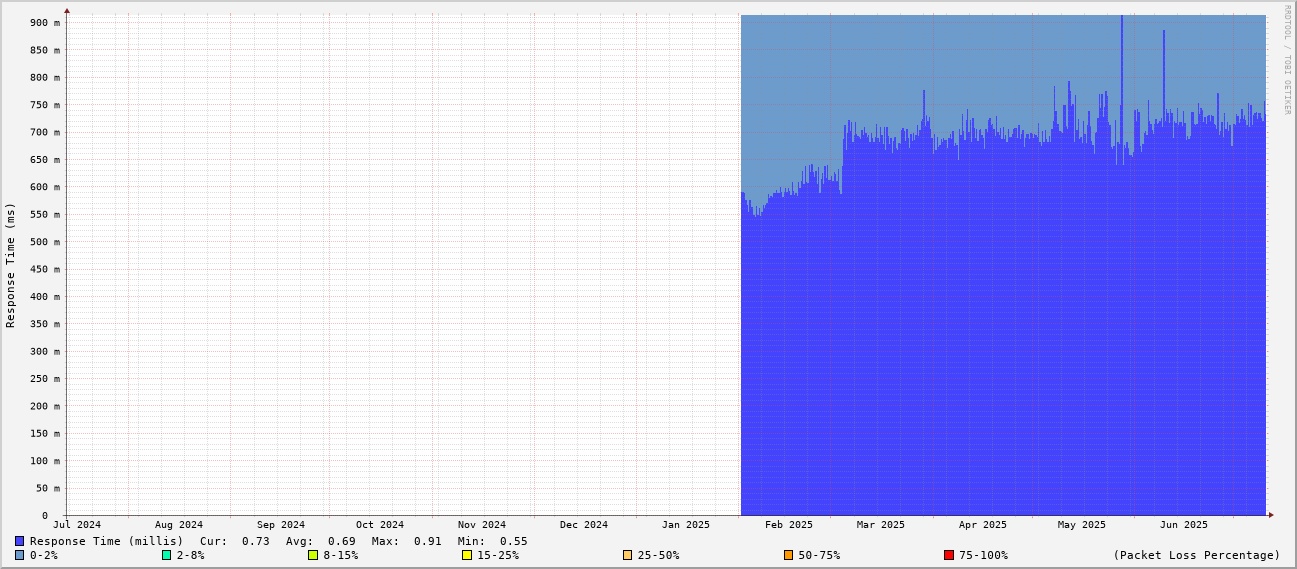 RRDTOOL / TOBI OETIKER
Response Time (ms)
900 m
850 m
800 m
750 m
700 m
650 m
600 m
550 m
500 m
450 m
400 m
350 m
300 m
250 m
200 m
150 m
100 m
50 m
0
Jul 2024 Aug 2024 Sep 2024 Oct 2024 Nov 2024 Dec 2024 Jan 2025 Feb 2025 Mar 2025 Apr 2025 May 2025 Jun 2025
Response Time (millis) Cur: 0.73 Avg: 0.69 Max: 0.91 Min: 0.55
0-2% 2-8% 8-15% 15-25% 25-50% 50-75% 75-100% (Packet Loss Percentage)